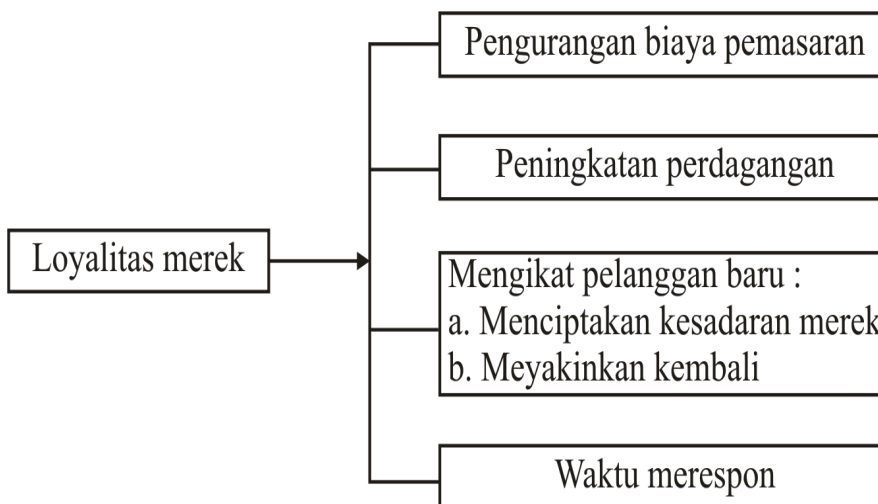 Pengurangan biaya pemasaran
Peningkatan perdagangan
Loyalitas merek
Mengikat pelanggan baru :
a. Menciptakan kesadaran merek
b. Meyakinkan kembali
Waktu merespon